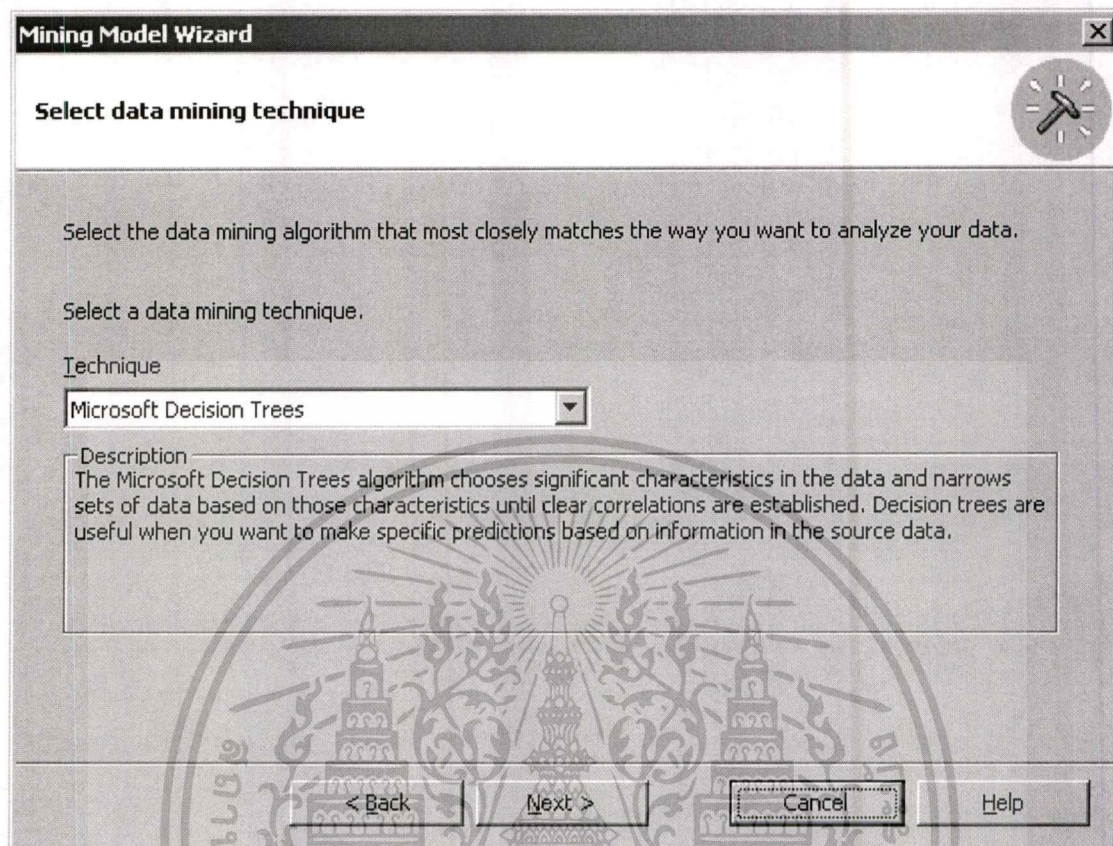 Mining Model Wizard
Select data mining technique
Select the data mining algorithm that most closely matches the way you want to analyze your data.
Select a data mining technique.
Technique
Microsoft Decision Trees
Description
The Microsoft Decision Trees algorithm chooses significant characteristics in the data and narrows
sets of data based on those characteristics until clear correlations are established. Decision trees are
useful when you want to make specific predictions based on information in the source data.
< Back
Next >
Cancel
Help